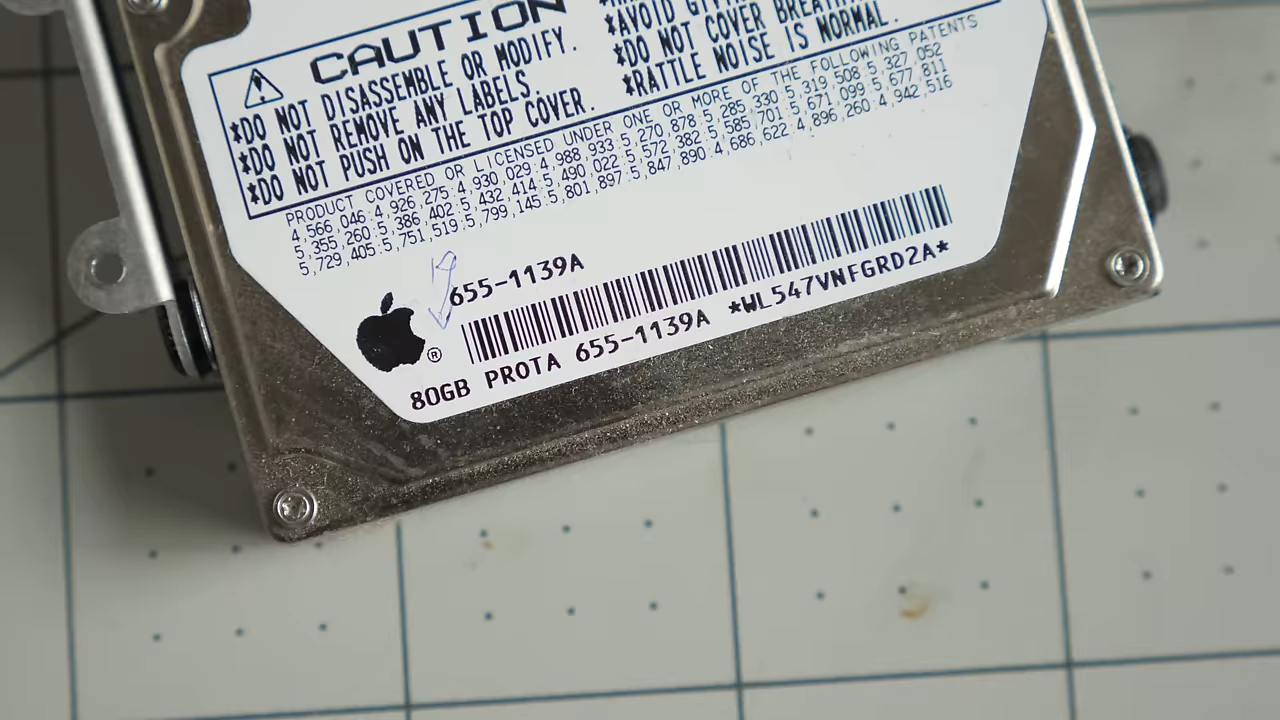 CAUTION
*DO NOT DISASSEMBLE OR MODIFY.
*DO NOT REMOVE ANY LABELS.
*DO NOT PUSH ON THE TOP COVER.
*AVOID
*DO NOT COVER
*RATTLE NOISE IS NORMAL.
PRODUCT COVERED OR LICENSED UNDER ONE OR MORE OF THE FOLLOWING PATENTS
4,566,046:4,926,275:4,930,029:4,988,933:5,270,878:5,285,330:5,319,508:5,327,052
5,355,260:5,386,402:5,432,414:5,490,022:5,572,382:5,585,701:5,671,099:5,677,811
5,729,405:5,751,519:5,799,145:5,801,897:5,847,890:4,686,622:4,896,260:4,942,516
655-1139A
®
80GB PROTA 655-1139A *WL547VNFGRD2A*